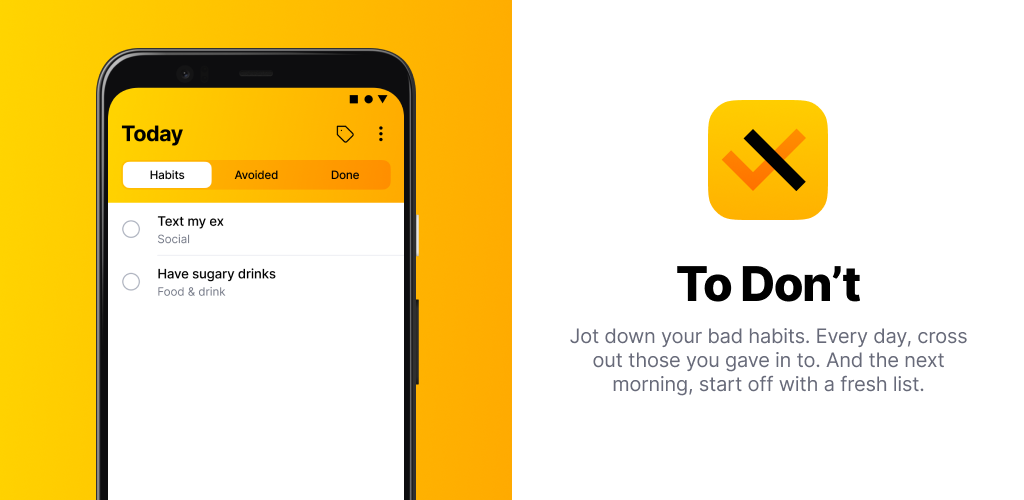 Today
Habits
Avoided
Done
Text my ex
Social
Have sugary drinks
Food & drink
To Don’t
Jot down your bad habits. Every day, cross
out those you gave in to. And the next
morning, start off with a fresh list.